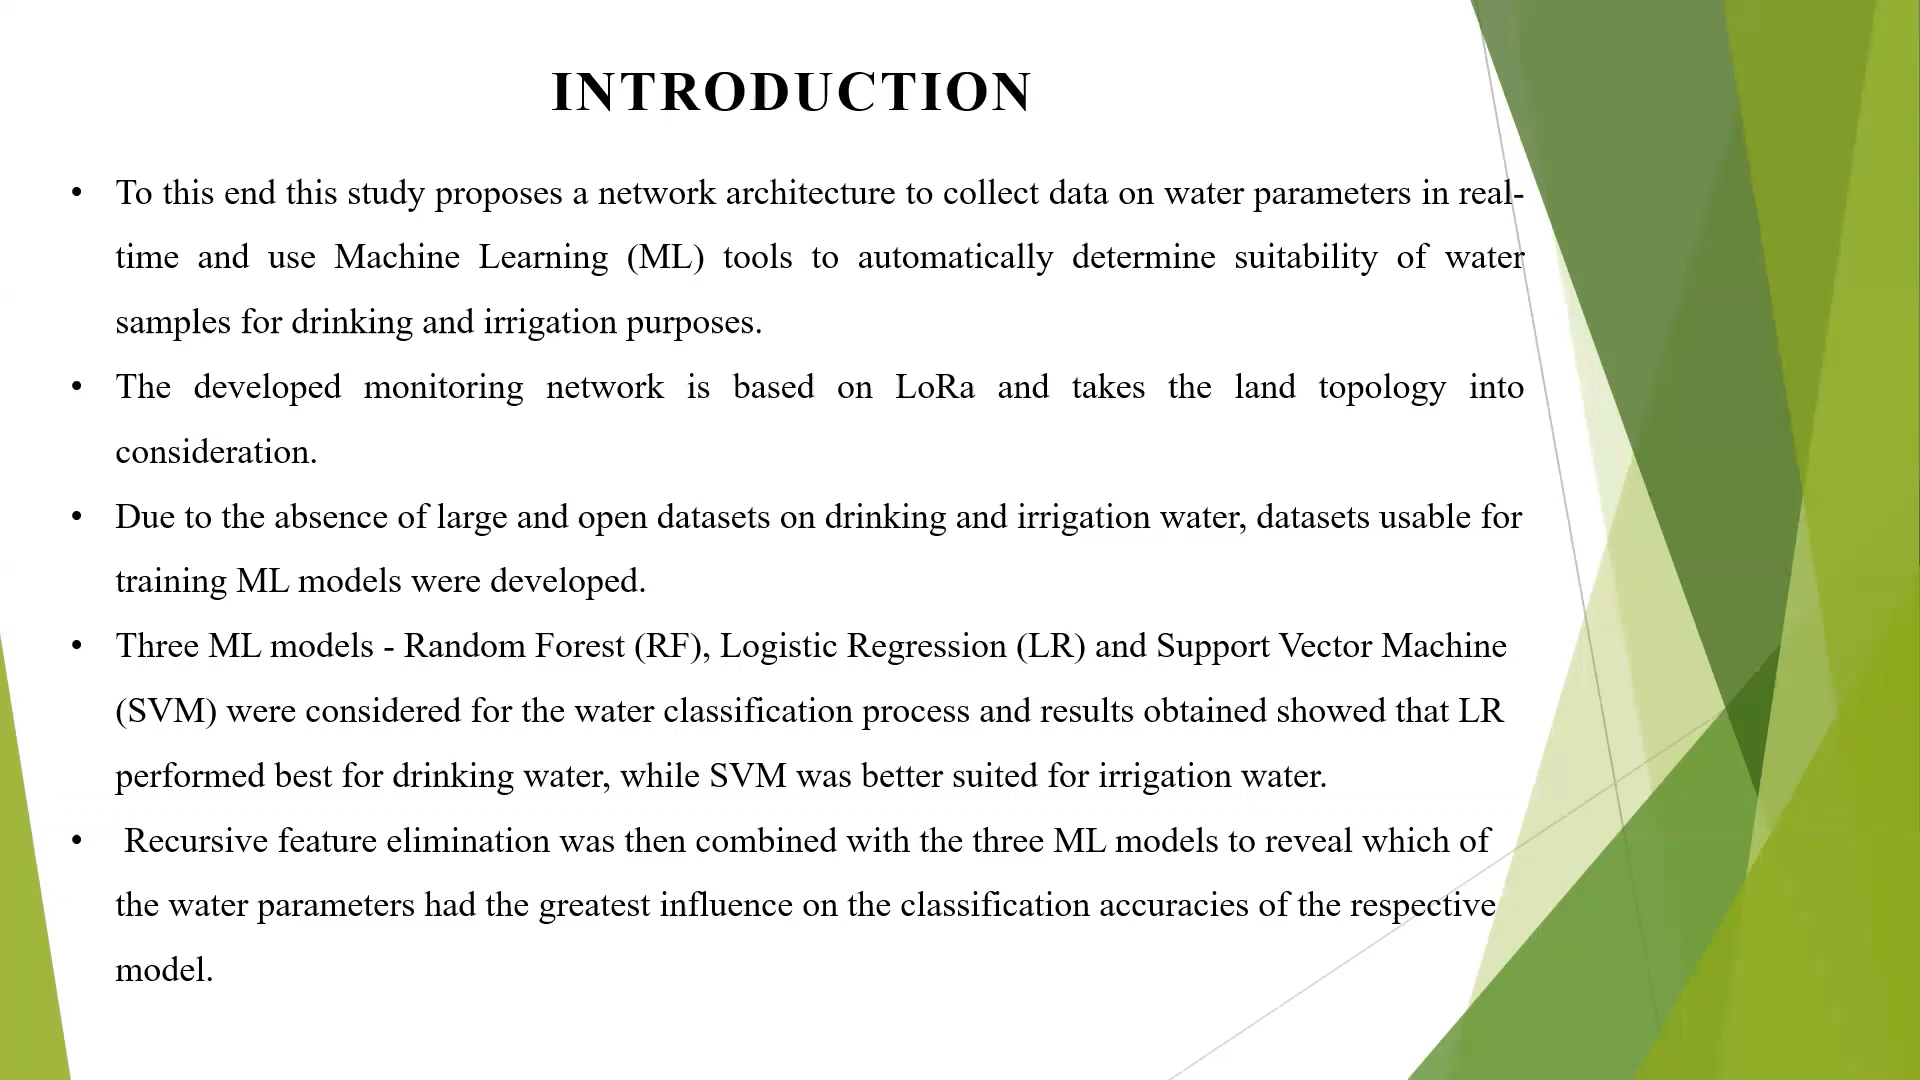 INTRODUCTION
• To this end this study proposes a network architecture to collect data on water parameters in real-
time and use Machine Learning (ML) tools to automatically determine suitability of water
samples for drinking and irrigation purposes.
• The developed monitoring network is based on LoRa and takes the land topology into
consideration.
• Due to the absence of large and open datasets on drinking and irrigation water, datasets usable for
training ML models were developed.
• Three ML models - Random Forest (RF), Logistic Regression (LR) and Support Vector Machine
(SVM) were considered for the water classification process and results obtained showed that LR
performed best for drinking water, while SVM was better suited for irrigation water.
• Recursive feature elimination was then combined with the three ML models to reveal which of
the water parameters had the greatest influence on the classification accuracies of the respective
model.